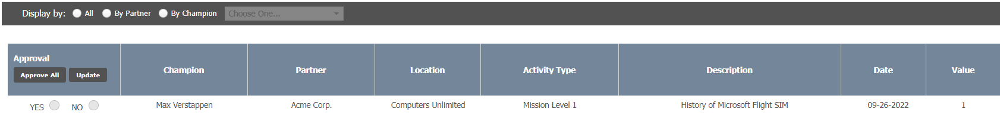 Display by: All By Partner By Champion Choose One...
Approval
Approve All Update Champion Partner Location Activity Type Description Date Value
YES NO Max Verstappen Acme Corp. Computers Unlimited Mission Level 1 History of Microsoft Flight SIM 09-26-2022 1